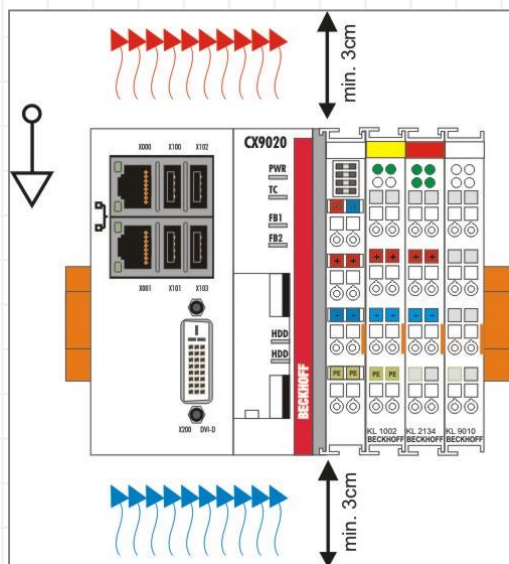 min. 3cm
X000 X100 X102
CX9020
PWR
TC
FB1
FB2
X001 X101 X103
HDD
HDD
X200 DVI-D
BECKHOFF
+ + + + + +
- - - - - -
PE PE PE PE
KL 1002
BECKHOFF
KL 2134
BECKHOFF
KL 9010
BECKHOFF
min. 3cm